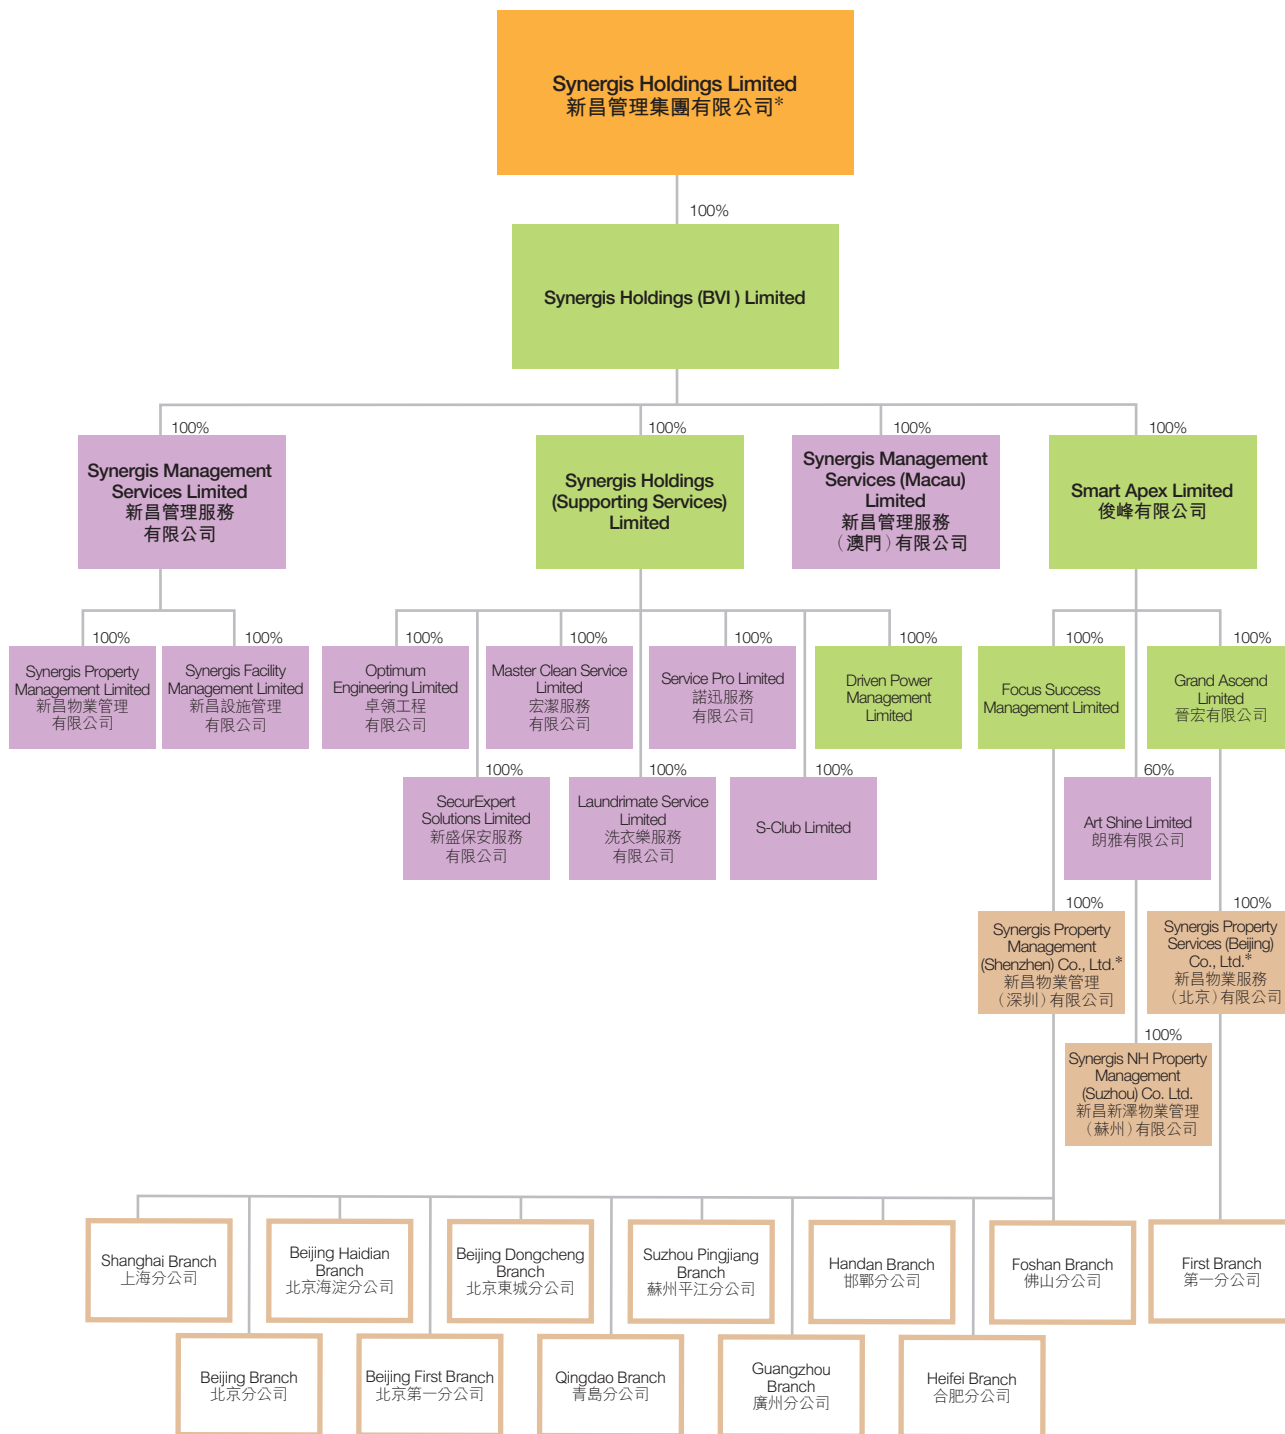 Synergis Holdings Limited
新昌管理集團有限公司*
100%
Synergis Holdings (BVI ) Limited
100%
Synergis Management
Services Limited
新昌管理服務
有限公司
100%
Synergis Holdings
(Supporting Services)
Limited
100%
Synergis Management
Services (Macau)
Limited
新昌管理服務
（澳門）有限公司
100%
Smart Apex Limited
俊峰有限公司
100%
Synergis Property
Management Limited
新昌物業管理
有限公司
100%
Synergis Facility
Management Limited
新昌設施管理
有限公司
100%
Optimum
Engineering Limited
卓領工程
有限公司
100%
Master Clean Service
Limited
宏潔服務
有限公司
100%
Service Pro Limited
諾迅服務
有限公司
100%
Driven Power
Management
Limited
100%
Focus Success
Management Limited
100%
Grand Ascend
Limited
晉宏有限公司
100%
SecurExpert
Solutions Limited
新盛保安服務
有限公司
100%
Laundrimate Service
Limited
洗衣樂服務
有限公司
100%
S-Club Limited
60%
Art Shine Limited
朗雅有限公司
100%
Synergis Property
Management
(Shenzhen) Co., Ltd.*
新昌物業管理
（深圳）有限公司
100%
Synergis Property
Services (Beijing)
Co., Ltd.*
新昌物業服務
（北京）有限公司
100%
Synergis NH Property
Management
(Suzhou) Co. Ltd.
新昌新澤物業管理
（蘇州）有限公司
Shanghai Branch
上海分公司
Beijing Haidian
Branch
北京海淀分公司
Beijing Dongcheng
Branch
北京東城分公司
Suzhou Pingjiang
Branch
蘇州平江分公司
Handan Branch
邯鄲分公司
Foshan Branch
佛山分公司
First Branch
第一分公司
Beijing Branch
北京分公司
Beijing First Branch
北京第一分公司
Qingdao Branch
青島分公司
Guangzhou
Branch
廣州分公司
Heifei Branch
合肥分公司